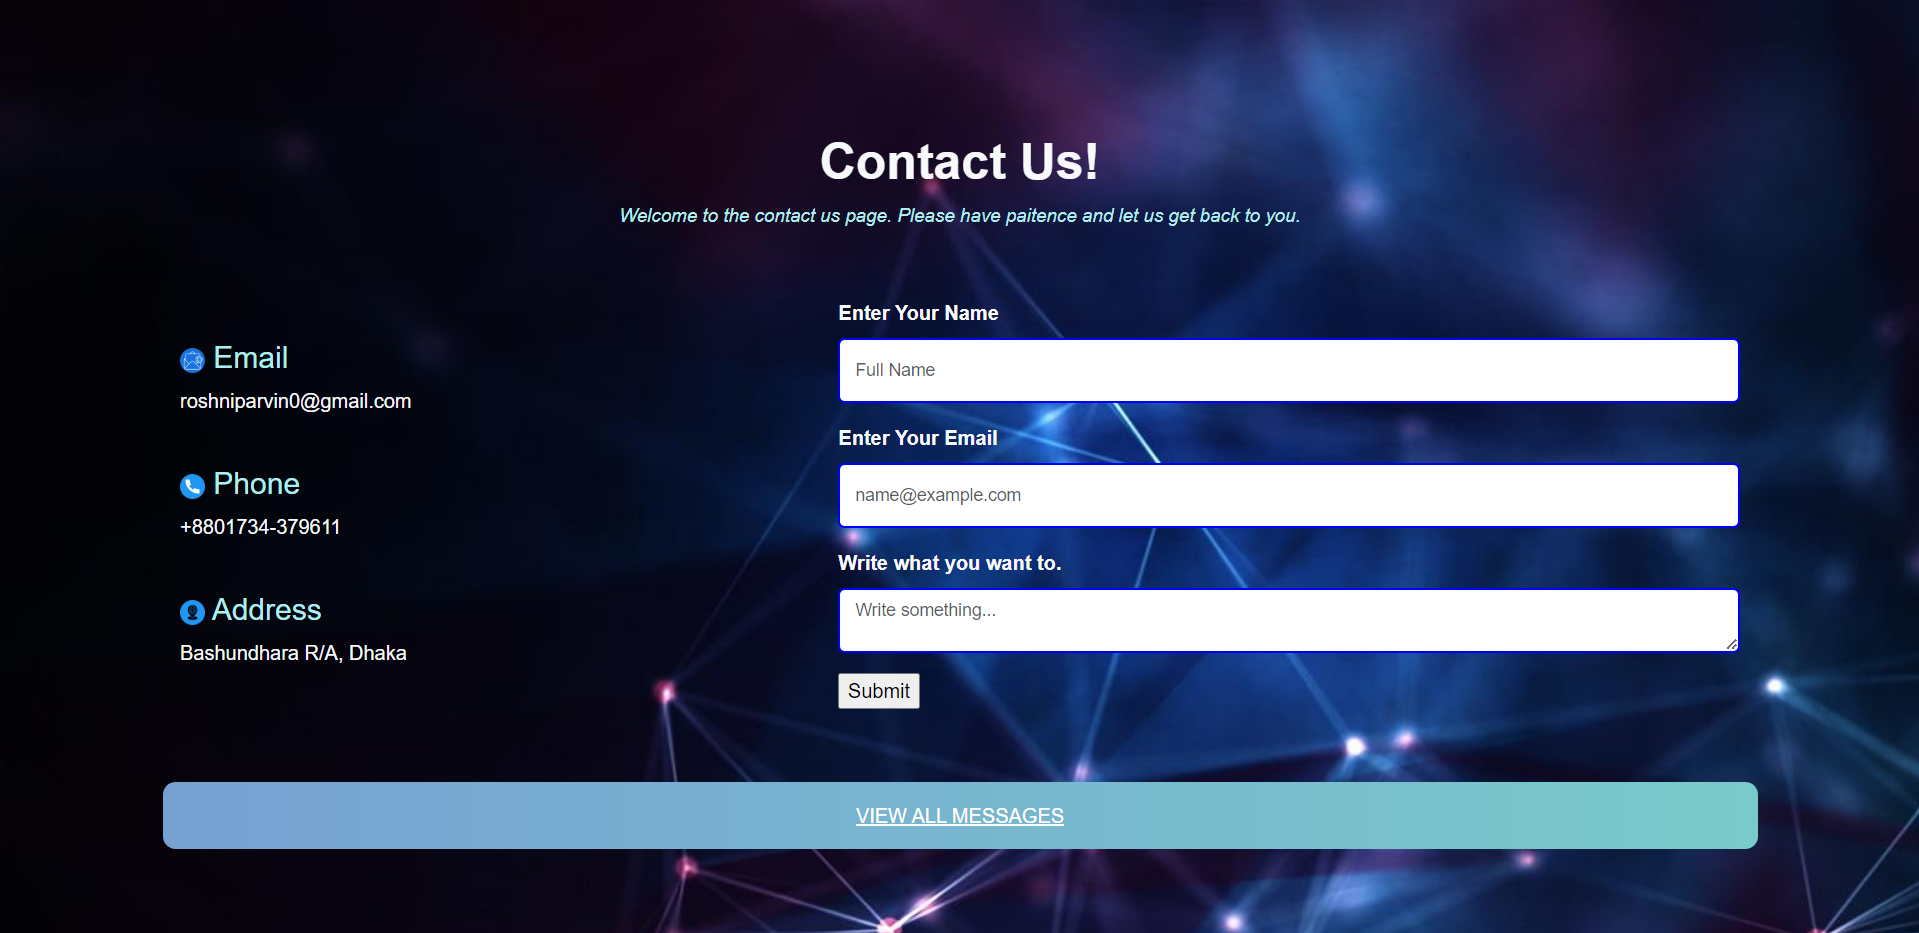 Contact Us!
Welcome to the contact us page. Please have paitence and let us get back to you.
Email
roshniparvin0@gmail.com
Phone
+8801734-379611
Address
Bashundhara R/A, Dhaka
Enter Your Name
Full Name
Enter Your Email
name@example.com
Write what you want to.
Write something...
Submit
VIEW ALL MESSAGES